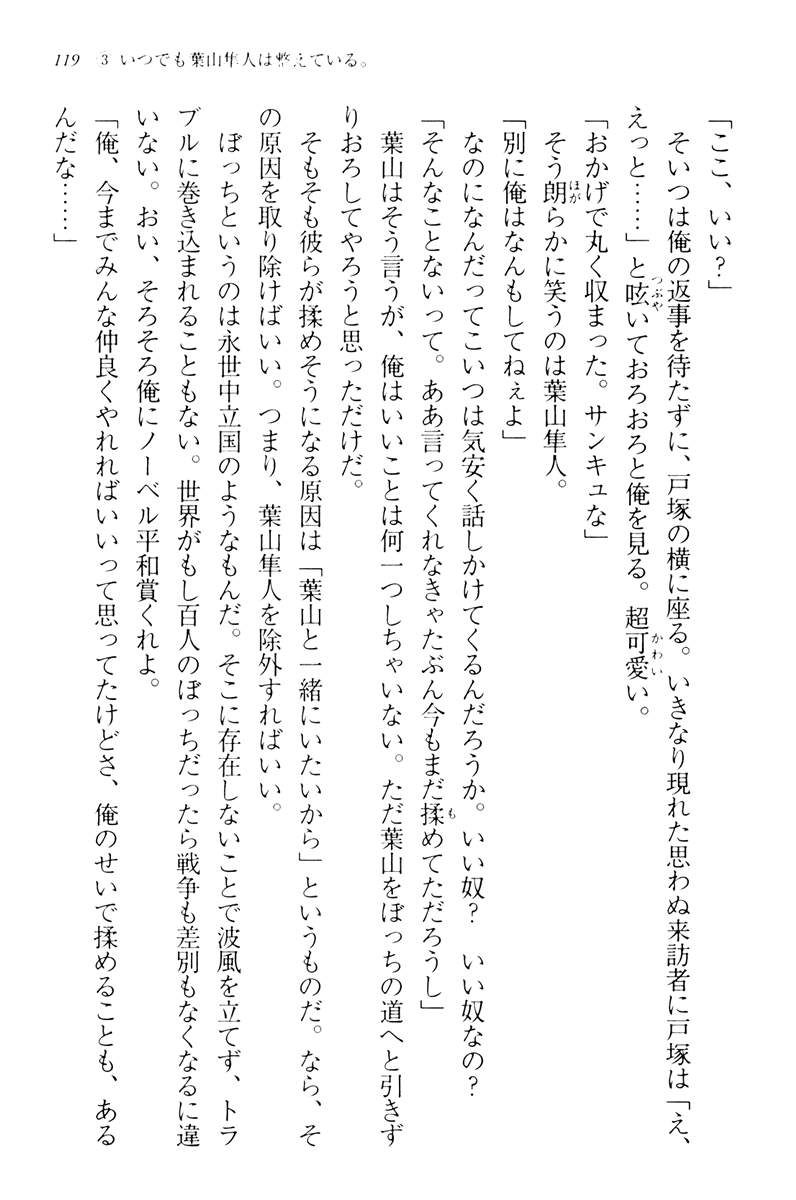 119　3　いつでも葉山隼人は整えている。
「ここ、いい？」
　そいつは俺の返事を待たずに、戸塚の横に座る。いきなり現れた思わぬ来訪者に戸塚は「え、
えっと……」と呟いておろおろと俺を見る。超可愛い。
「おかげで丸く収まった。サンキュな」
　そう朗らかに笑うのは葉山隼人。
「別に俺はなんもしてねぇよ」
　なのになんだってこいつは気安く話しかけてくるんだろうか。いい奴？　いい奴なの？
「そんなことないって。ああ言ってくれなきゃたぶん今もまだ揉めてただろうし」
　葉山はそう言うが、俺はいいことは何一つしちゃいない。ただ葉山をぼっちの道へと引きず
りおろしてやろうと思っただけだ。
　そもそも彼らが揉めそうになる原因は「葉山と一緒にいたいから」というものだ。なら、そ
の原因を取り除けばいい。つまり、葉山隼人を除外すればいい。
　ぼっちというのは永世中立国のようなもんだ。そこに存在しないことで波風を立てず、トラ
ブルに巻き込まれることもない。世界がもし百人のぼっちだったら戦争も差別もなくなるに違
いない。おい、そろそろ俺にノーベル平和賞くれよ。
「俺、今までみんな仲良くやれればいいって思ってたけどさ、俺のせいで揉めることも、ある
んだな……」